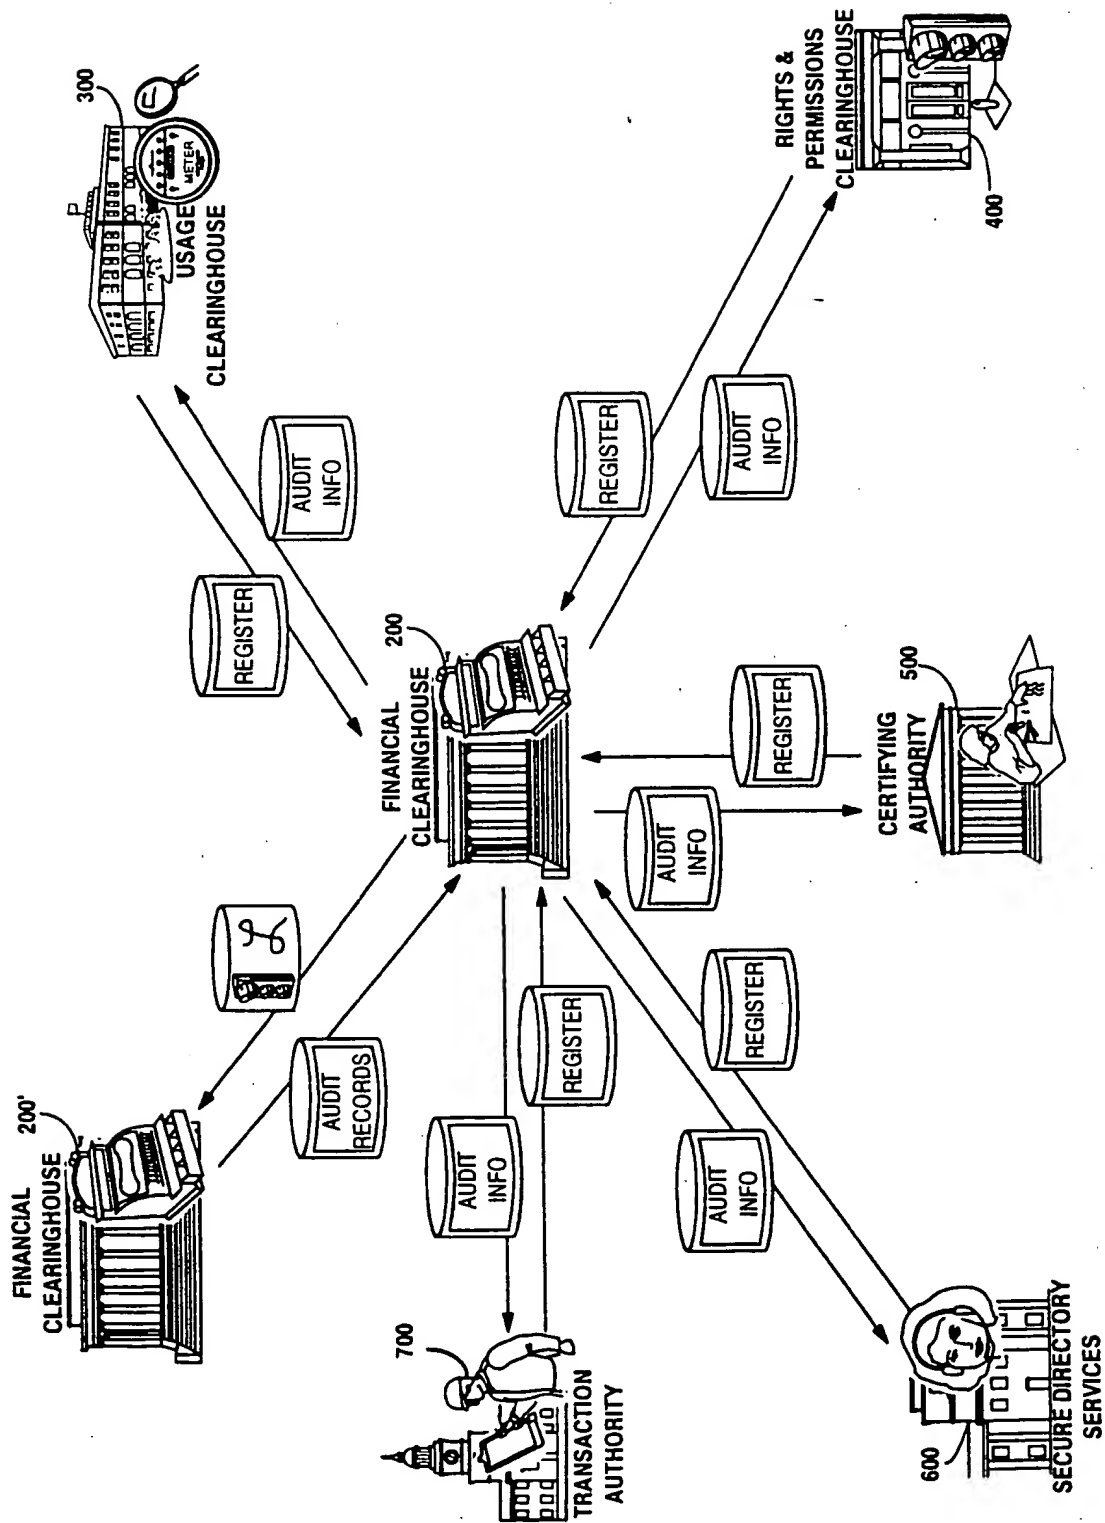 FINANCIAL
CLEARINGHOUSE
200'
AUDIT
RECORDS
USAGE
CLEARINGHOUSE
300
METER
REGISTER
AUDIT
INFO
FINANCIAL
CLEARINGHOUSE
200
TRANSACTION
AUTHORITY
700
AUDIT
INFO
REGISTER
REGISTER
AUDIT
INFO
RIGHTS &
PERMISSIONS
CLEARINGHOUSE
400
AUDIT
INFO
REGISTER
SECURE DIRECTORY
SERVICES
600
AUDIT
INFO
REGISTER
CERTIFYING
AUTHORITY
500